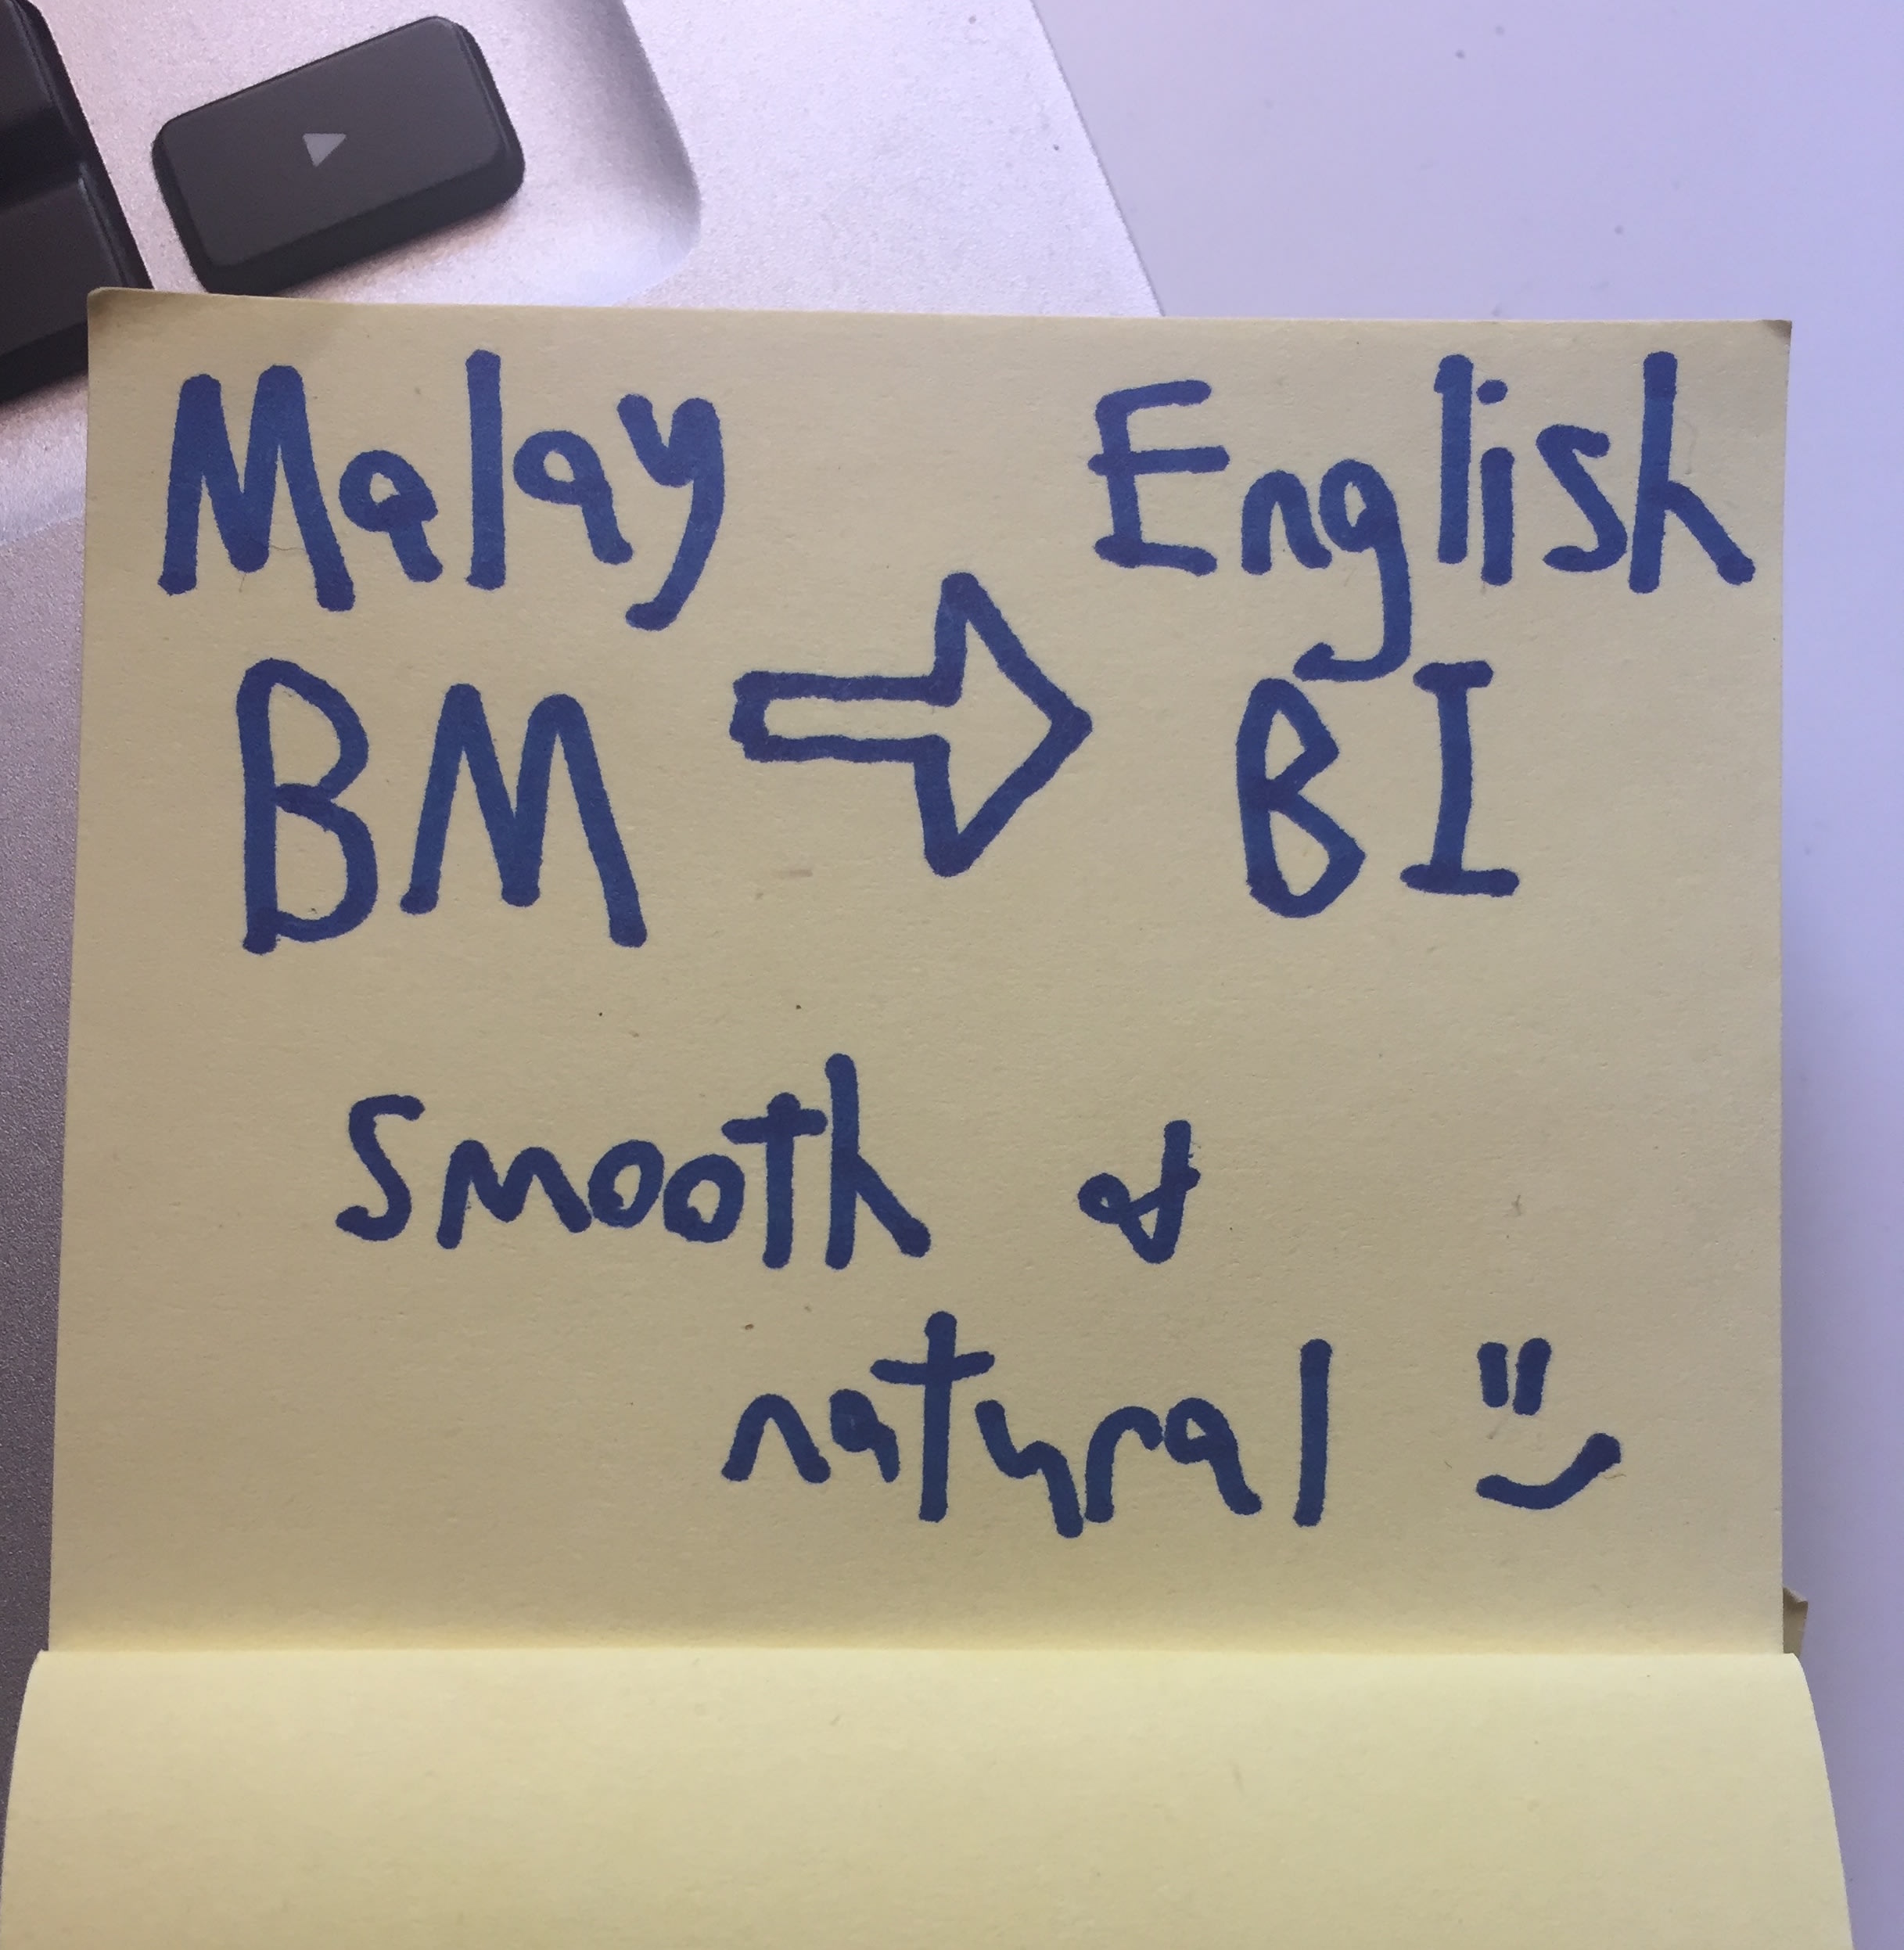 Malay English
BM ⇨ BI
smooth &
natural ")